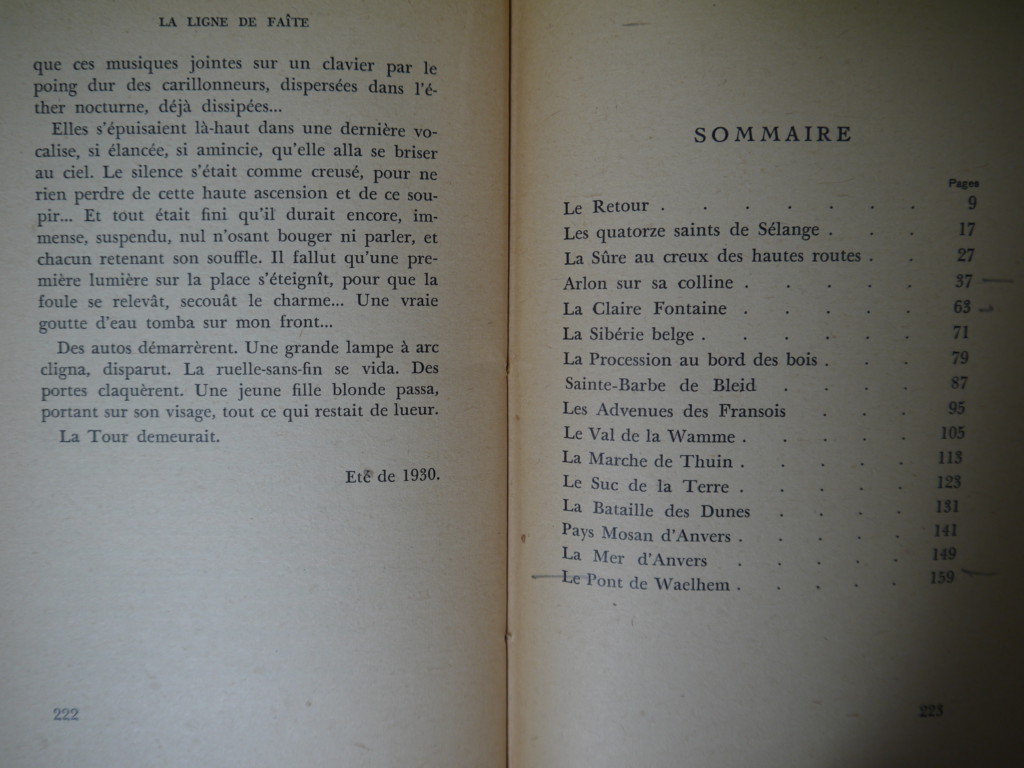 LA LIGNE DE FAÎTE
que ces musiques jointes sur un clavier par le
poing dur des carillonneurs, dispersées dans l'é-
ther nocturne, déjà dissipées...
Elles s'épuisaient là-haut dans une dernière vo-
calise, si élancée, si amincie, qu'elle alla se briser
au ciel. Le silence s'était comme creusé, pour ne
rien perdre de cette haute ascension et de ce sou-
pir... Et tout était fini qu'il durait encore, im-
mense, suspendu, nul n'osant bouger ni parler, et
chacun retenant son souffle. Il fallut qu'une pre-
mière lumière sur la place s'éteignît, pour que la
foule se relevât, secouât le charme... Une vraie
goutte d'eau tomba sur mon front...
Des autos démarrèrent. Une grande lampe à arc
cligna, disparut. La ruelle-sans-fin se vida. Des
portes claquèrent. Une jeune fille blonde passa,
portant sur son visage, tout ce qui restait de lueur.
La Tour demeurait.
Eté de 1930.
222
SOMMAIRE
Pages
Le Retour . . . . . . . 9
Les quatorze saints de Sélange . . . 17
La Sûre au creux des hautes routes . . 27
Arlon sur sa colline . . . . . 37
La Claire Fontaine . . . . . 63
La Sibérie belge . . . . . . 71
La Procession au bord des bois . . . 79
Sainte-Barbe de Bleid . . . . 87
Les Advenues des Fransois . . . 95
Le Val de la Wamme . . . . . 105
La Marche de Thuin . . . . . 113
Le Suc de la Terre . . . . . 123
La Bataille des Dunes . . . . 131
Pays Mosan d'Anvers . . . . . 141
La Mer d'Anvers . . . . . 149
Le Pont de Waelhem . . . . . 159
223